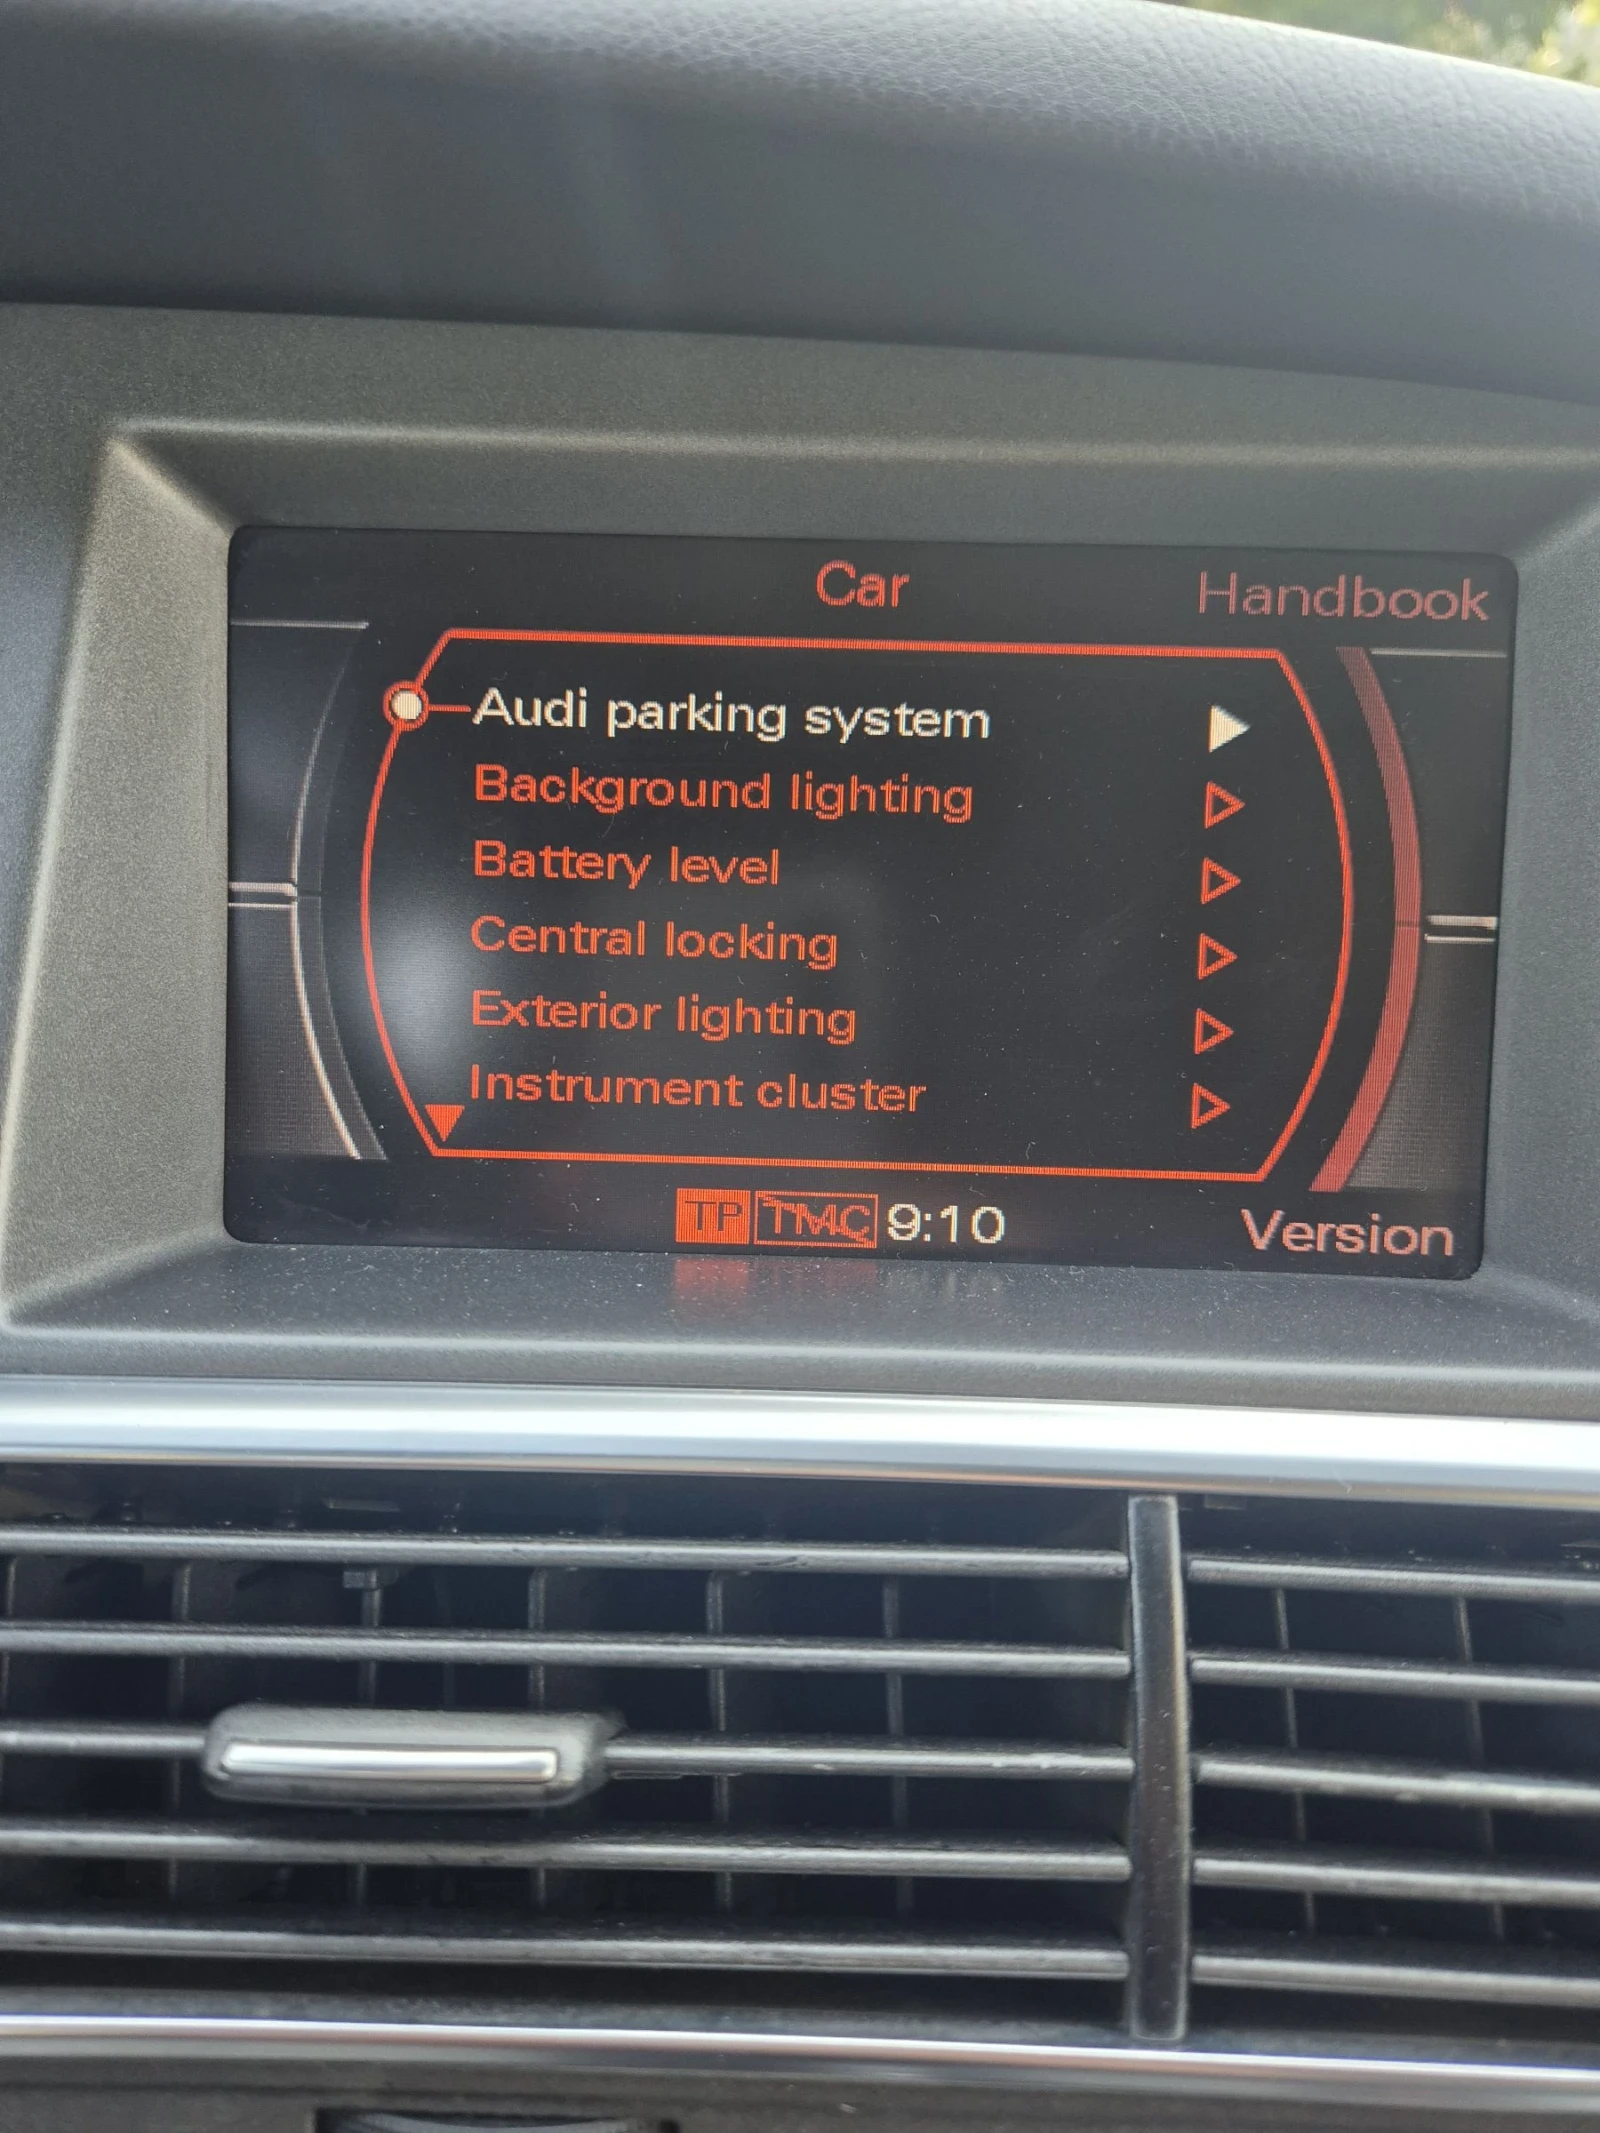 Car
Handbook
Audi parking system
Background lighting
Battery level
Central locking
Exterior lighting
Instrument cluster
TP TMC 9:10
Version